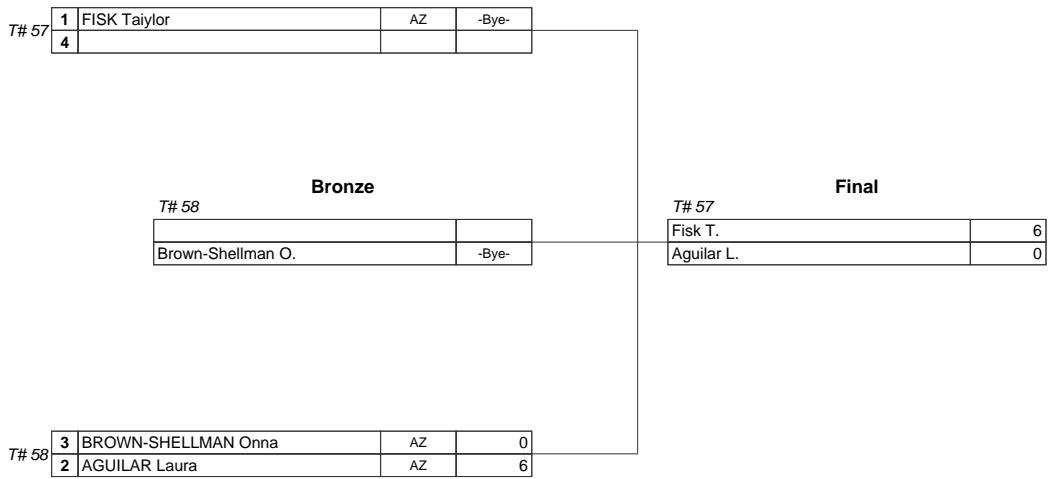 T# 57 1 FISK Taiylor AZ -Bye-
4
Bronze Final
T# 58 T# 57
Fisk T. 6
Brown-Shellman O. -Bye- Aguilar L. 0
T# 58 3 BROWN-SHELLMAN Onna AZ 0
2 AGUILAR Laura AZ 6